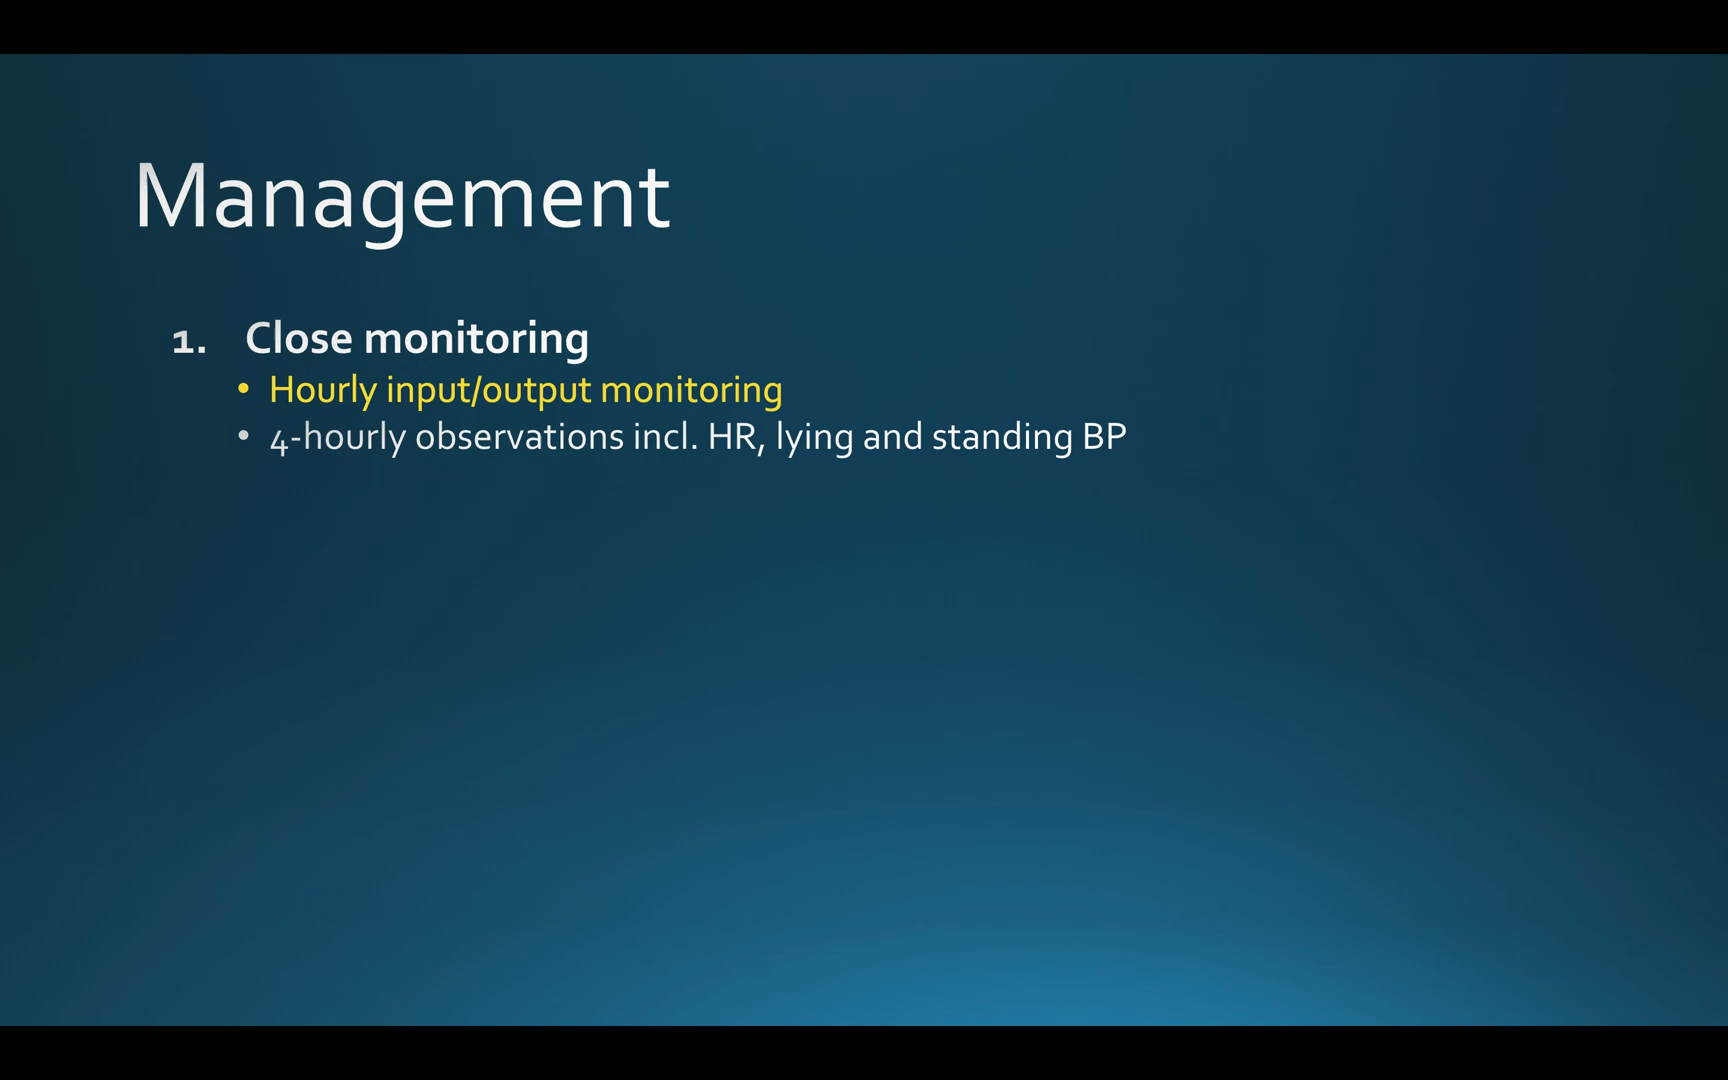 Management
1. Close monitoring
• Hourly input/output monitoring
• 4-hourly observations incl. HR, lying and standing BP